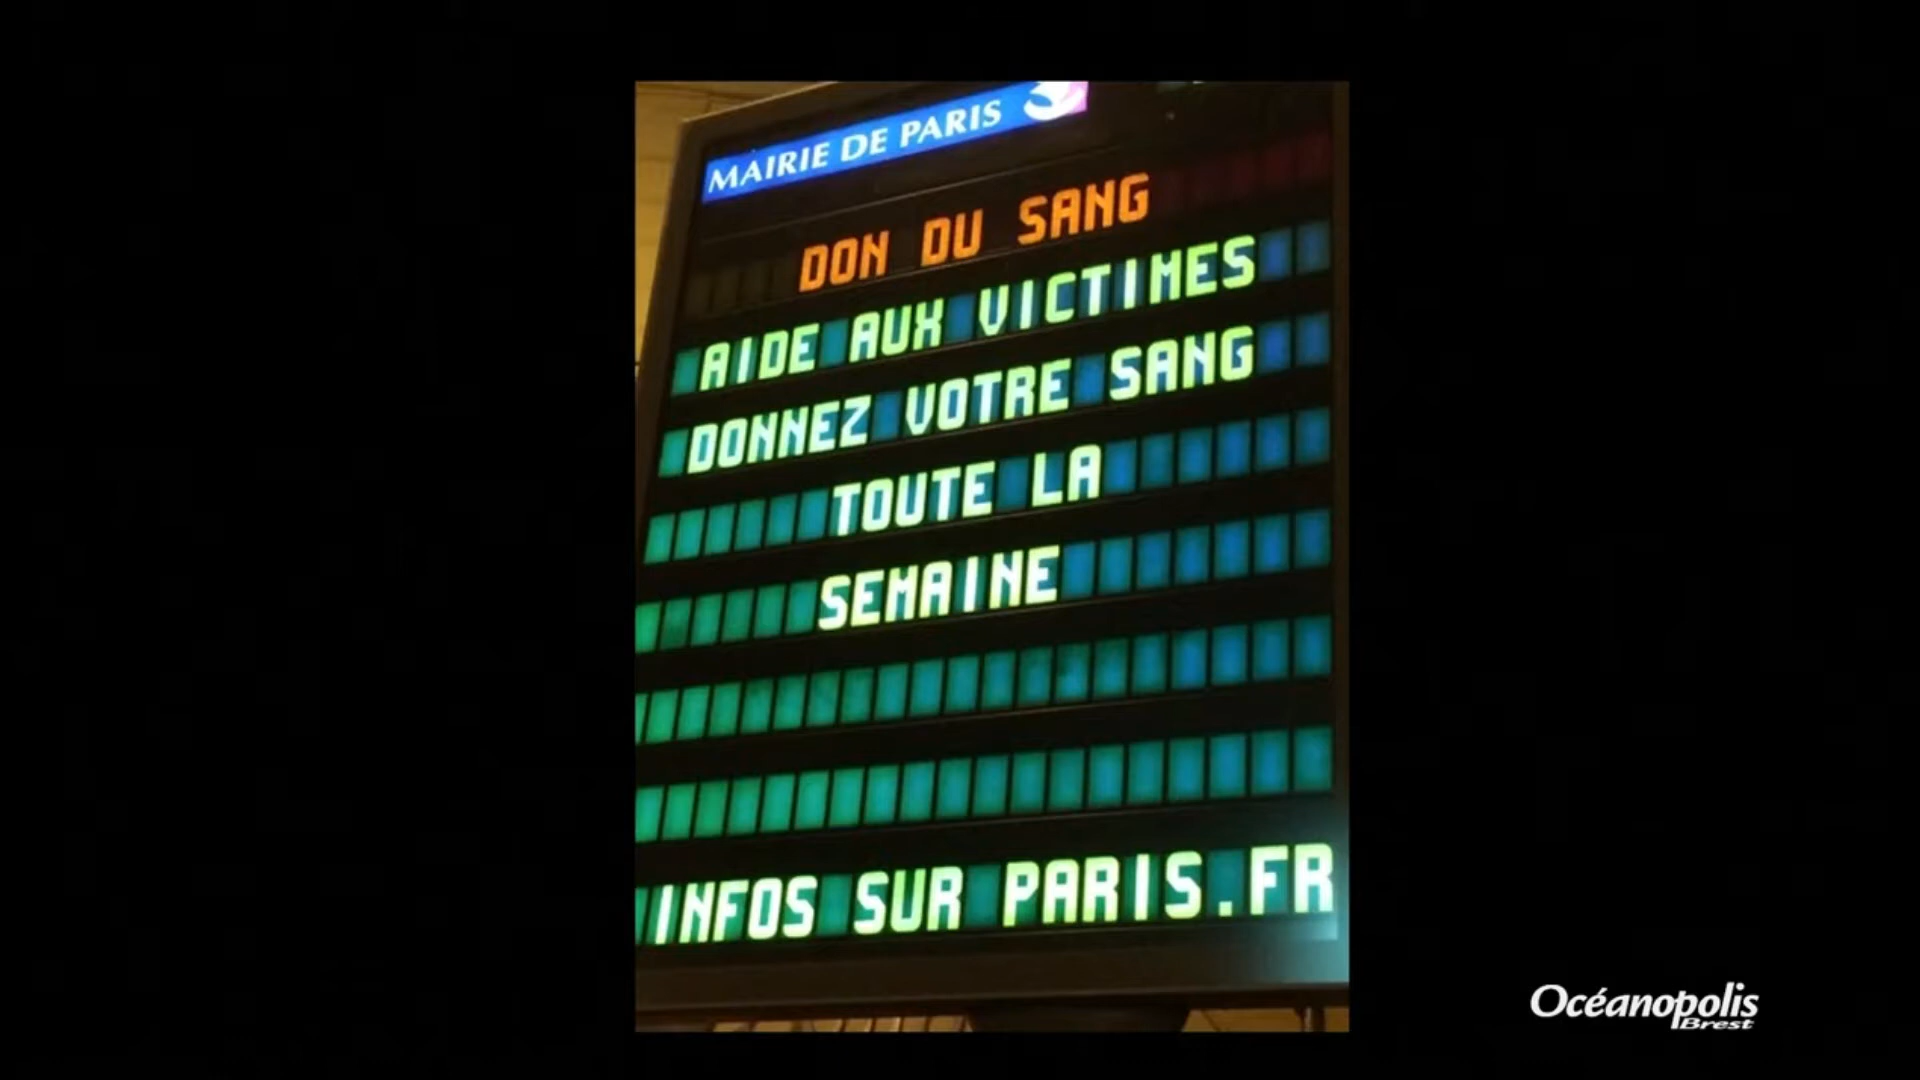 MAIRIE DE PARIS
DON DU SANG
AIDE AUX VICTIMES
DONNEZ VOTRE SANG
TOUTE LA
SEMAINE
INFOS SUR PARIS.FR
Océanopolis
Brest